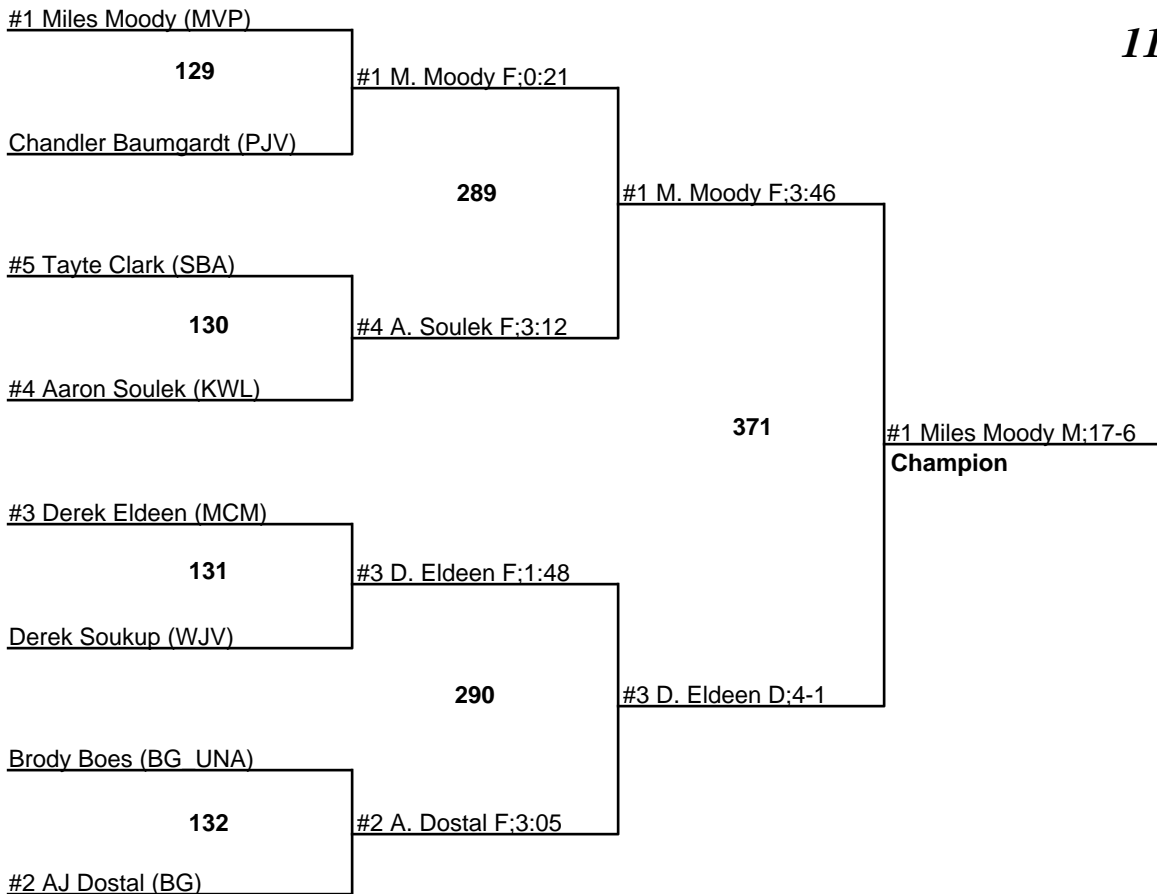 #1 Miles Moody (MVP)
11
129
#1 M. Moody F;0:21
Chandler Baumgardt (PJV)
289
#1 M. Moody F;3:46
#5 Tayte Clark (SBA)
130
#4 A. Soulek F;3:12
#4 Aaron Soulek (KWL)
371
#1 Miles Moody M;17-6
Champion
#3 Derek Eldeen (MCM)
131
#3 D. Eldeen F;1:48
Derek Soukup (WJV)
290
#3 D. Eldeen D;4-1
Brody Boes (BG_UNA)
132
#2 A. Dostal F;3:05
#2 AJ Dostal (BG)